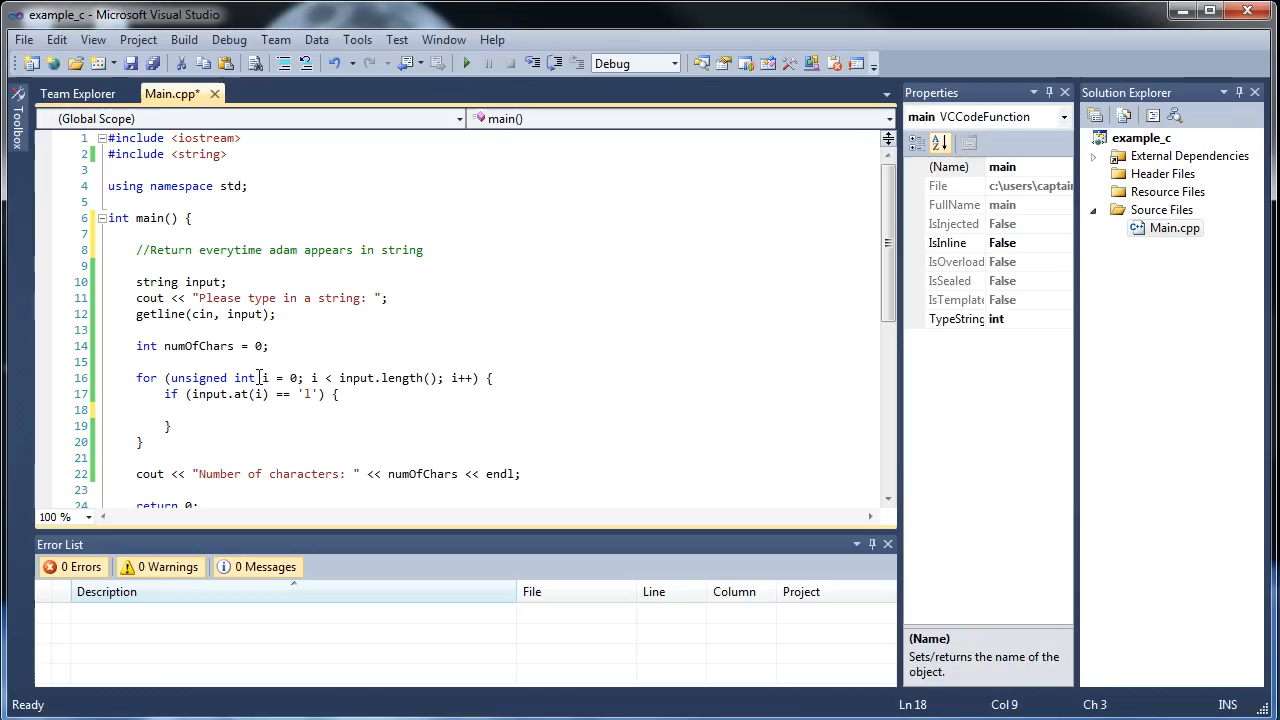 example_c - Microsoft Visual Studio
File Edit View Project Build Debug Team Data Tools Test Window Help
Debug
Toolbox
Team Explorer Main.cpp*
(Global Scope) main()
1 #include <iostream>
2 #include <string>
3
4 using namespace std;
5
6 int main() {
7
8 //Return everytime adam appears in string
9
10 string input;
11 cout << "Please type in a string: ";
12 getline(cin, input);
13
14 int numOfChars = 0;
15
16 for (unsigned int i = 0; i < input.length(); i++) {
17 if (input.at(i) == 'l') {
18
19 }
20 }
21
22 cout << "Number of characters: " << numOfChars << endl;
23
24 return 0;
100 %
Error List
0 Errors 0 Warnings 0 Messages
Description File Line Column Project
Properties
main VCCodeFunction
(Name) main
File c:\users\captain
FullName main
IsInjected False
IsInline False
IsOverload False
IsSealed False
IsTemplate False
TypeString int
(Name)
Sets/returns the name of the
object.
Solution Explorer
example_c
External Dependencies
Header Files
Resource Files
Source Files
Main.cpp
Ready Ln 18 Col 9 Ch 3 INS